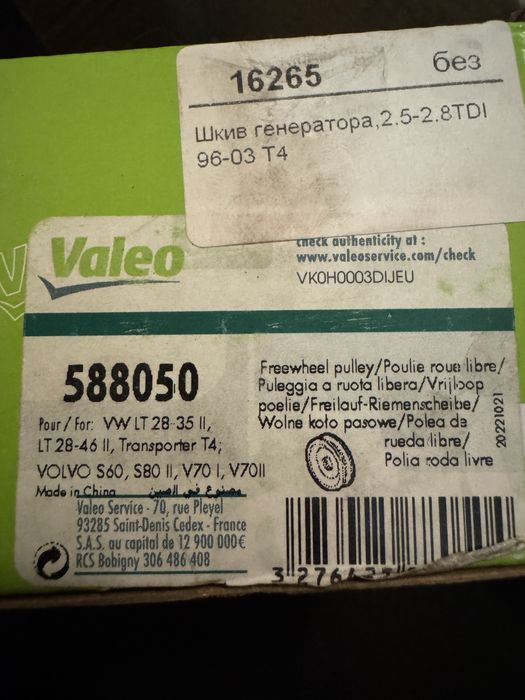 16265 без
Шкив генератора,2.5-2.8TDI
96-03 T4
Valeo
check authenticity at :
www.valeoservice.com/check
VK0H0003DIJEU
588050
Pour / For: VW LT 28-35 II,
LT 28-46 II, Transporter T4;
VOLVO S60, S80 II, V70 I, V70II
Made in China مصنوع في الصين
Valeo Service - 70, rue Pleyel
93285 Saint-Denis Cedex - France
S.A.S. au capital de 12 900 000€
RCS Bobigny 306 486 408
Freewheel pulley/Poulie roue libre/
Puleggia a ruota libera/Vrijloop
poelie/Freilauf-Riemenscheibe/
Wolne koło pasowe/Polea de
rueda libre/
Polia roda livre
20221021